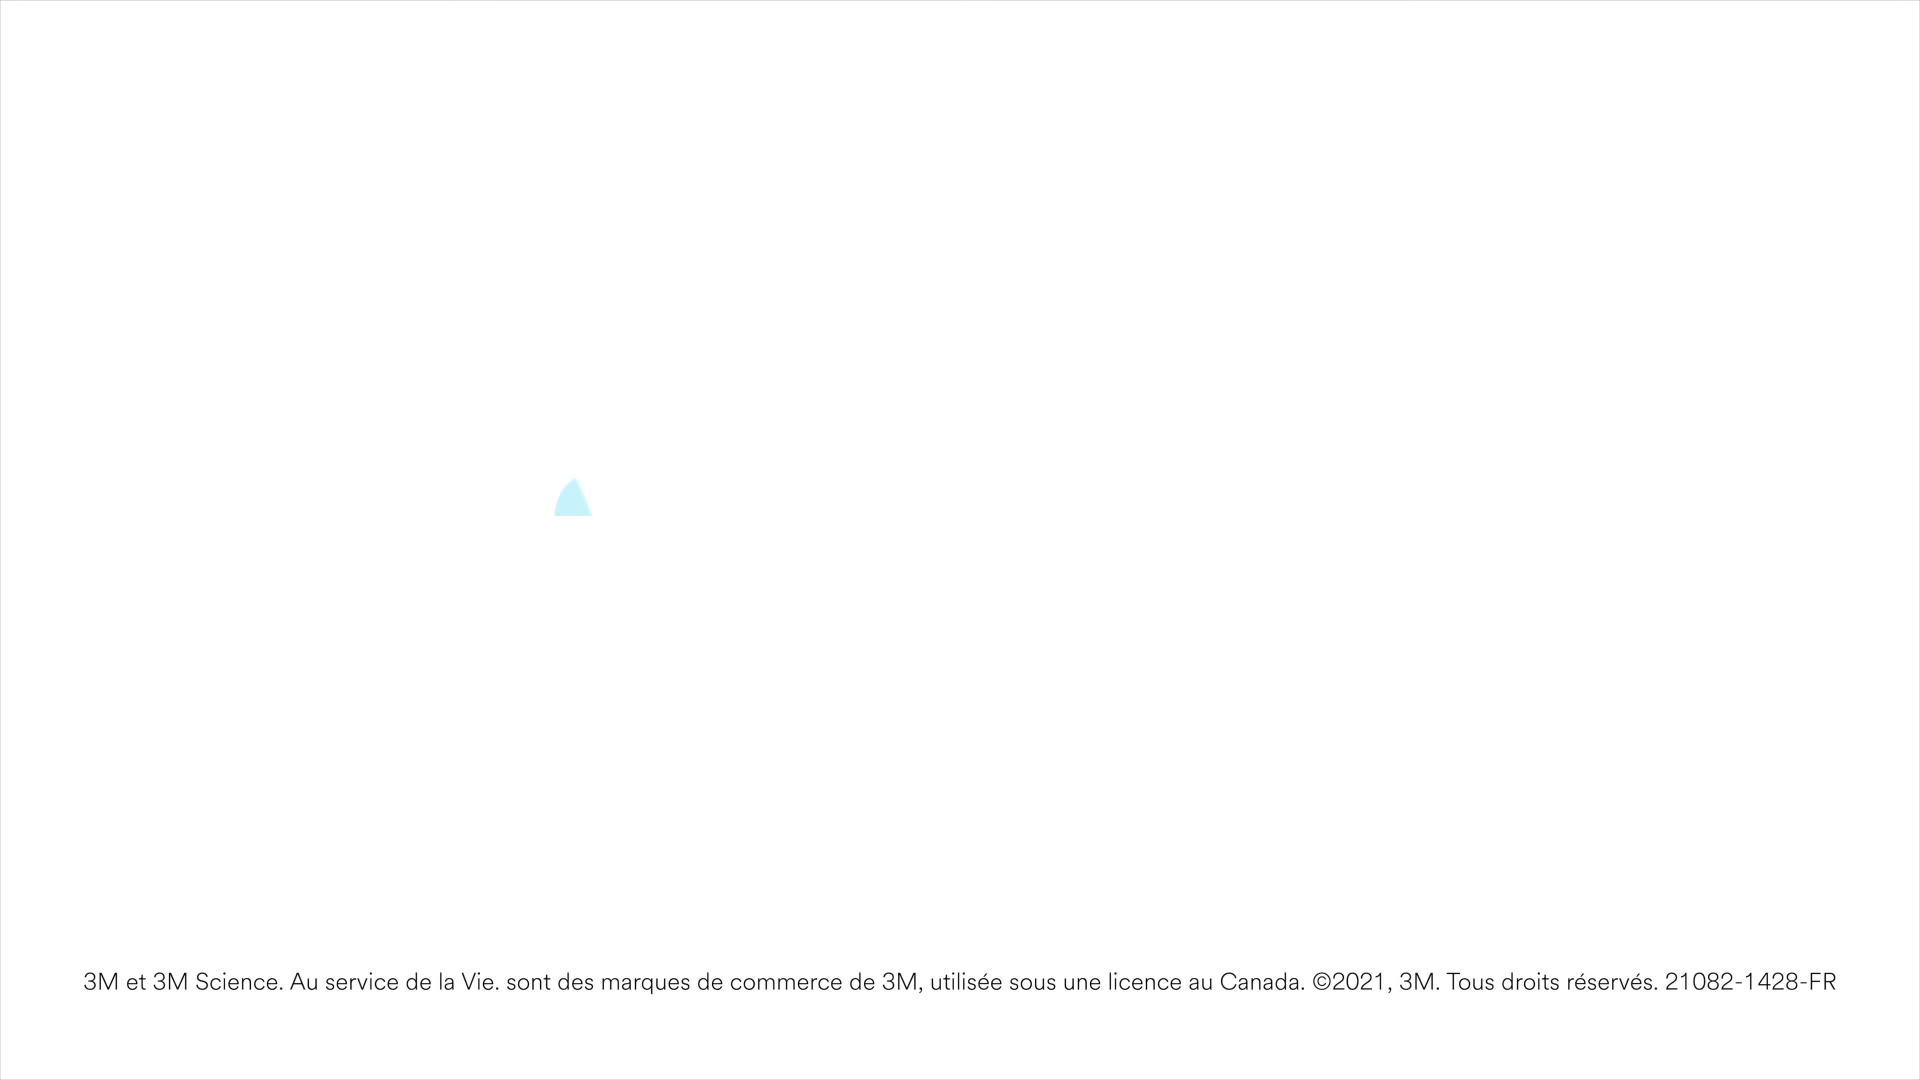 3M et 3M Science. Au service de la Vie. sont des marques de commerce de 3M, utilisée sous une licence au Canada. ©2021, 3M. Tous droits réservés. 21082-1428-FR